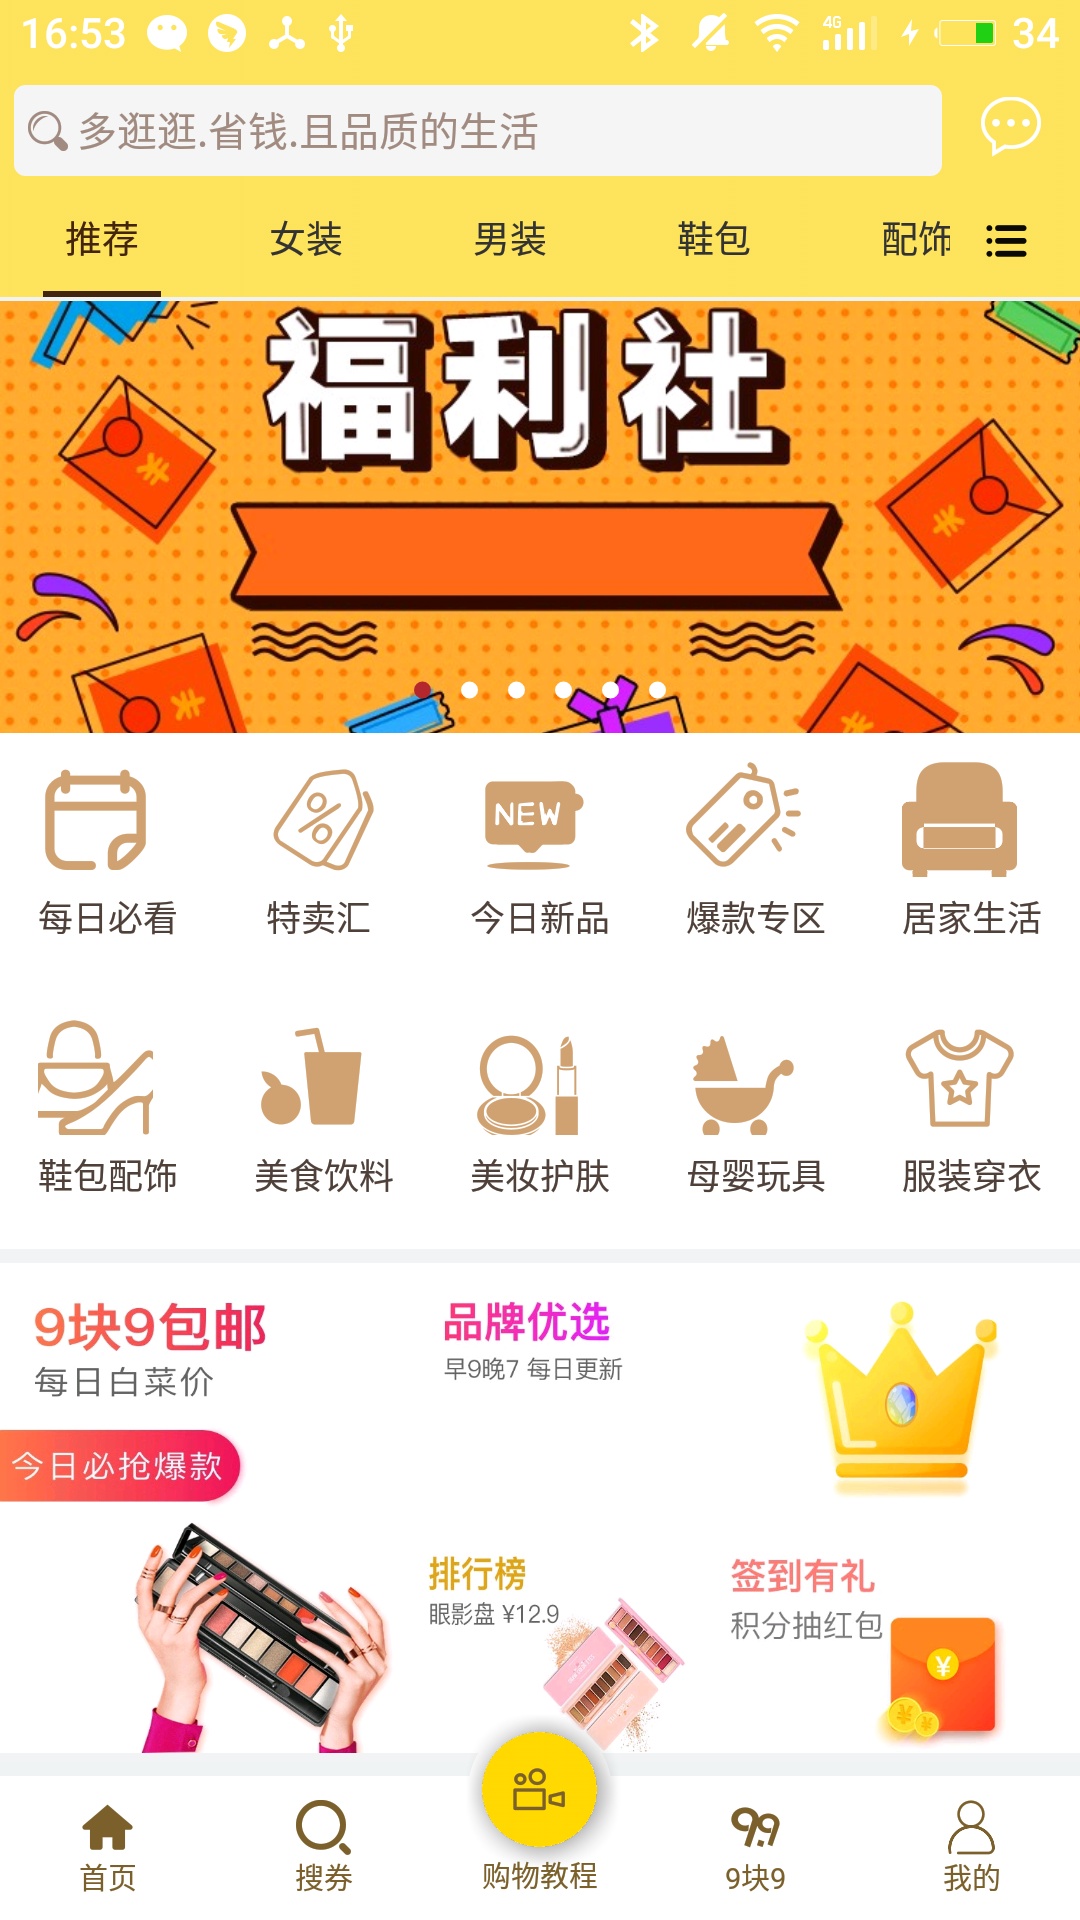 16:53
4G
34
多逛逛.省钱.且品质的生活
推荐 女装 男装 鞋包 配饰
福利社
NEW
每日必看 特卖汇 今日新品 爆款专区 居家生活
鞋包配饰 美食饮料 美妆护肤 母婴玩具 服装穿衣
9块9包邮
每日白菜价
今日必抢爆款
品牌优选
早9晚7 每日更新
排行榜
眼影盘 ¥12.9
签到有礼
积分抽红包
¥
首页 搜券 购物教程 9块9 我的